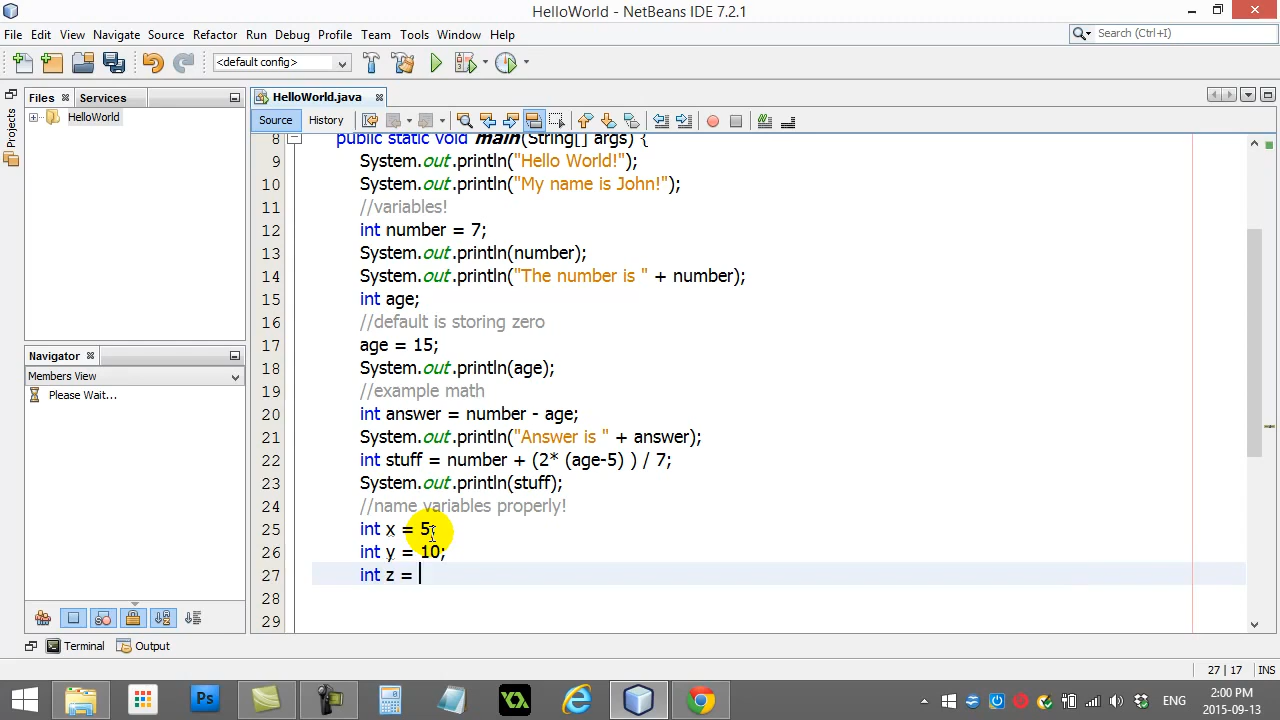 HelloWorld - NetBeans IDE 7.2.1
File Edit View Navigate Source Refactor Run Debug Profile Team Tools Window Help
Search (Ctrl+I)
<default config>
Projects
Files Services
HelloWorld
HelloWorld.java
Source History
8 public static void main(String[] args) {
9 System.out.println("Hello World!");
10 System.out.println("My name is John!");
11 //variables!
12 int number = 7;
13 System.out.println(number);
14 System.out.println("The number is " + number);
15 int age;
16 //default is storing zero
17 age = 15;
18 System.out.println(age);
19 //example math
20 int answer = number - age;
21 System.out.println("Answer is " + answer);
22 int stuff = number + (2* (age-5) ) / 7;
23 System.out.println(stuff);
24 //name variables properly!
25 int x = 5;
26 int y = 10;
27 int z =
28
29
Navigator
Members View
Please Wait...
Terminal Output
27 | 17 INS
Ps
ENG
2:00 PM
2015-09-13